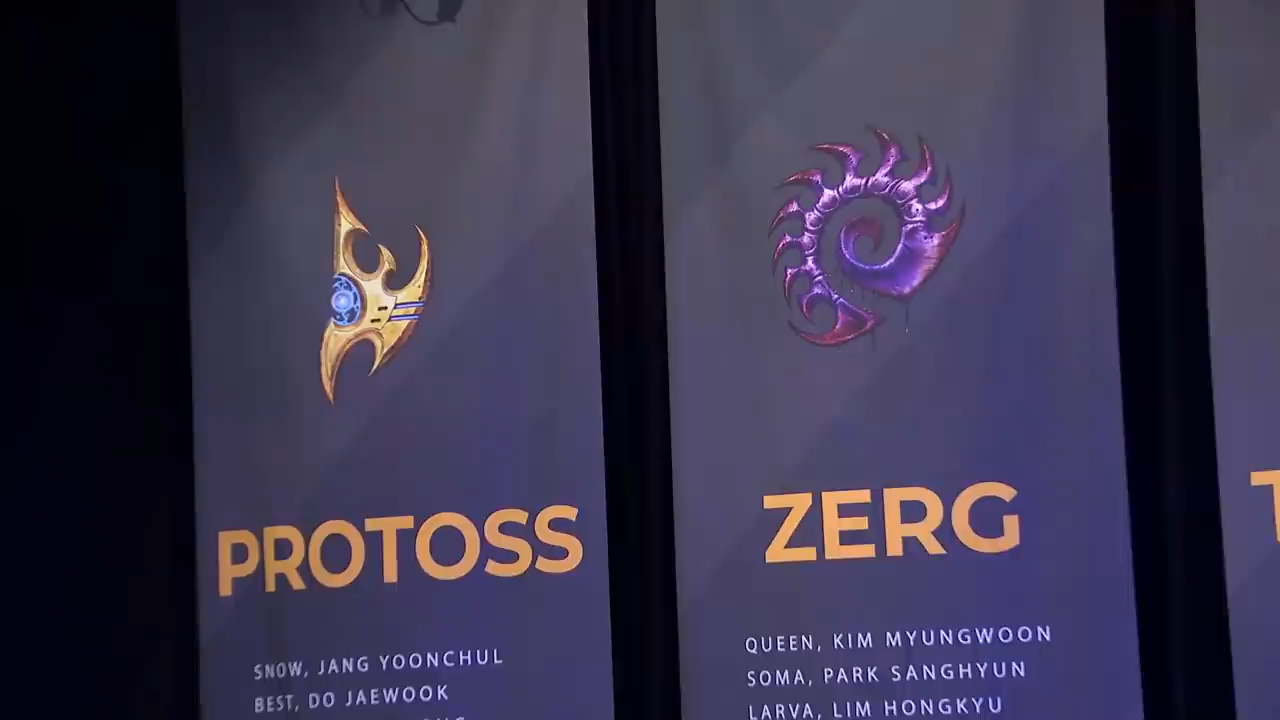 PROTOSS
SNOW, JANG YOONCHUL
BEST, DO JAEWOOK
ZERG
QUEEN, KIM MYUNGWOON
SOMA, PARK SANGHYUN
LARVA, LIM HONGKYU